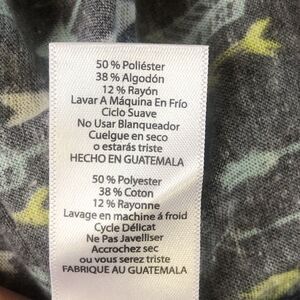 50 % Poliéster
38 % Algodón
12 % Rayón
Lavar A Máquina En Frío
Ciclo Suave
No Usar Blanqueador
Cuelgue en seco
o estarás triste
HECHO EN GUATEMALA
50 % Polyester
38 % Coton
12 % Rayonne
Lavage en machine á froid
Cycle Délicat
Ne Pas Javelliser
Accrochez sec
ou vous serez triste
FABRIQUE AU GUATEMALA